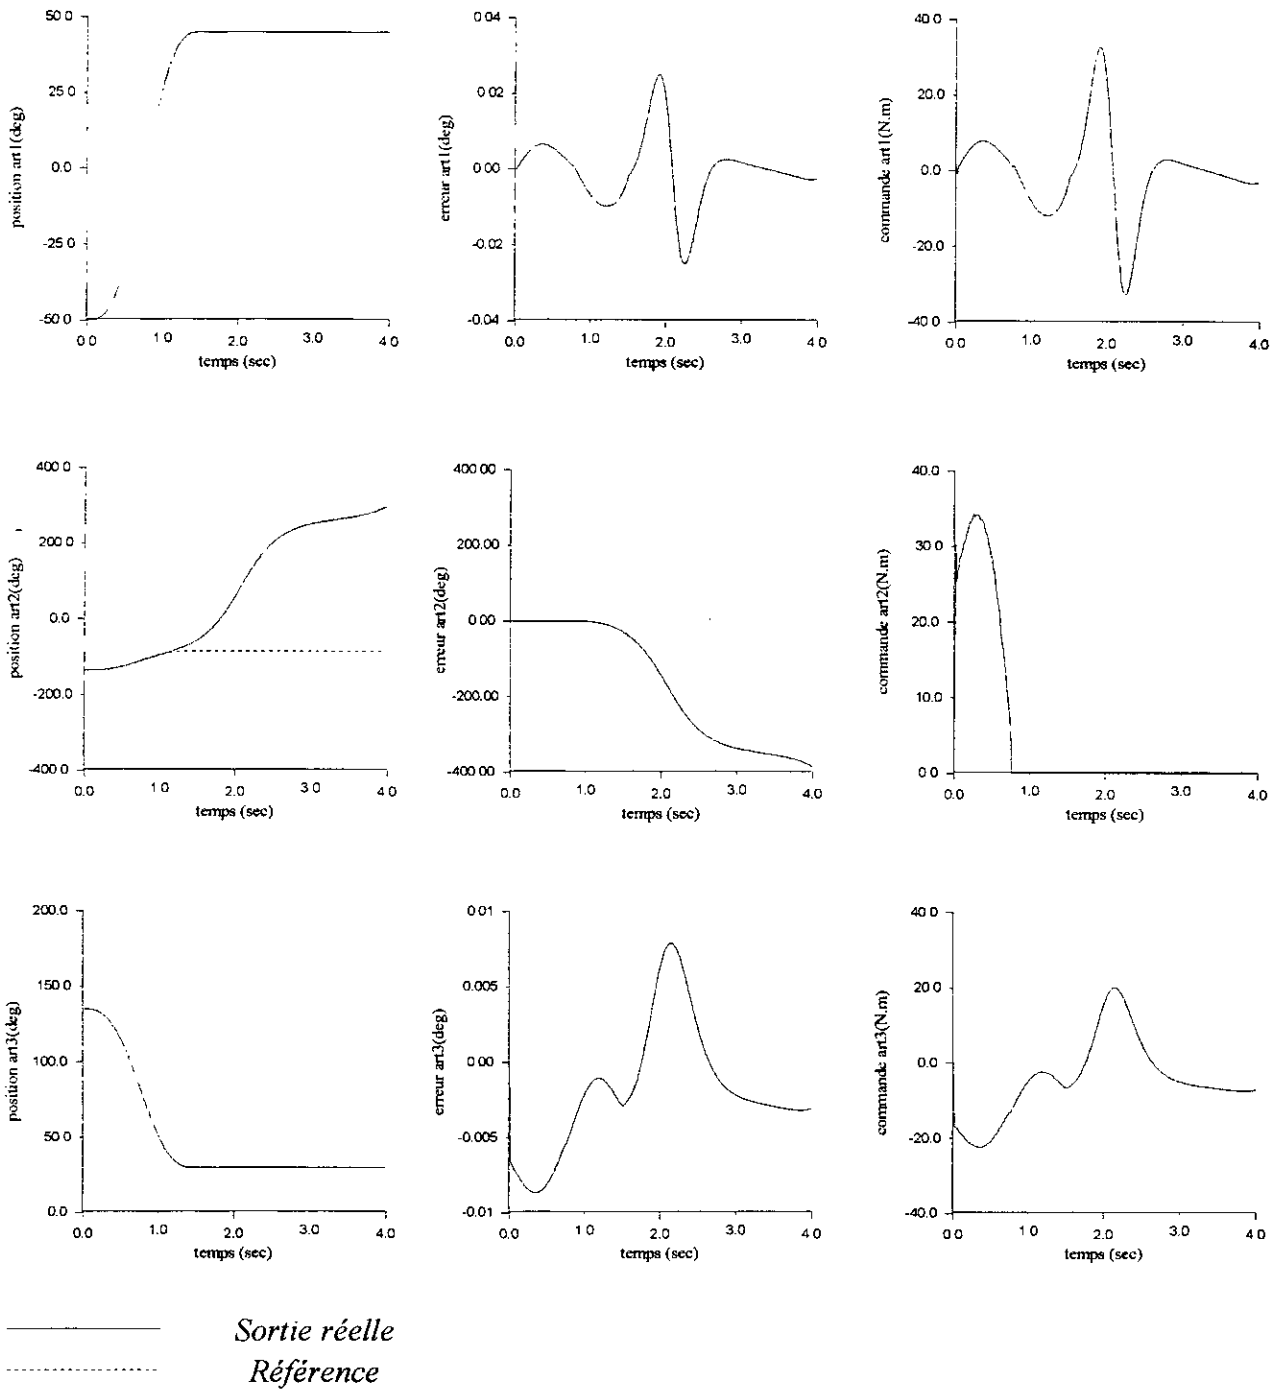 position art1(deg)
50.0
25.0
0.0
-25.0
-50.0
0.0 1.0 2.0 3.0 4.0
temps (sec)
erreur art1(deg)
0.04
0.02
0.00
-0.02
-0.04
0.0 1.0 2.0 3.0 4.0
temps (sec)
commande art1(N.m)
40.0
20.0
0.0
-20.0
-40.0
0.0 1.0 2.0 3.0 4.0
temps (sec)
position art2(deg)
400.0
200.0
0.0
-200.0
-400.0
0.0 1.0 2.0 3.0 4.0
temps (sec)
erreur art2(deg)
400.00
200.00
0.00
-200.00
-400.00
0.0 1.0 2.0 3.0 4.0
temps (sec)
commande art2(N.m)
40.0
30.0
20.0
10.0
0.0
0.0 1.0 2.0 3.0 4.0
temps (sec)
position art3(deg)
200.0
150.0
100.0
50.0
0.0
0.0 1.0 2.0 3.0 4.0
temps (sec)
erreur art3(deg)
0.01
0.005
0.00
-0.005
-0.01
0.0 1.0 2.0 3.0 4.0
temps (sec)
commande art3(N.m)
40.0
20.0
0.0
-20.0
-40.0
0.0 1.0 2.0 3.0 4.0
temps (sec)
Sortie réelle
Référence